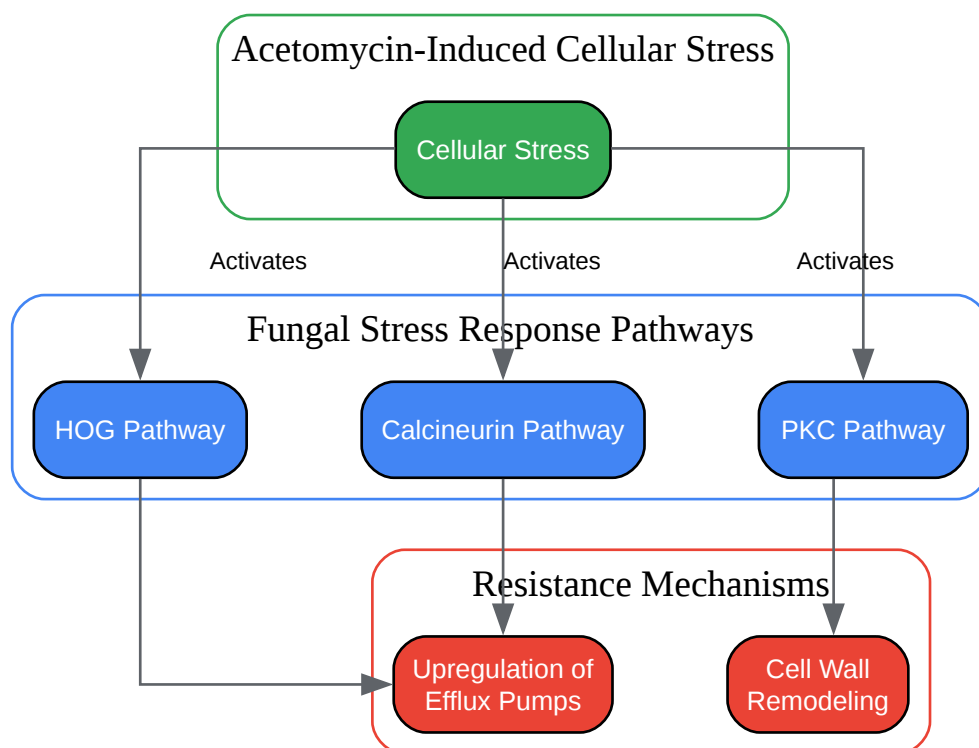 Acetomycin-Induced Cellular Stress
Cellular Stress
Activates
Activates
Activates
Fungal Stress Response Pathways
HOG Pathway
Calcineurin Pathway
PKC Pathway
Resistance Mechanisms
Upregulation of
Efflux Pumps
Cell Wall
Remodeling